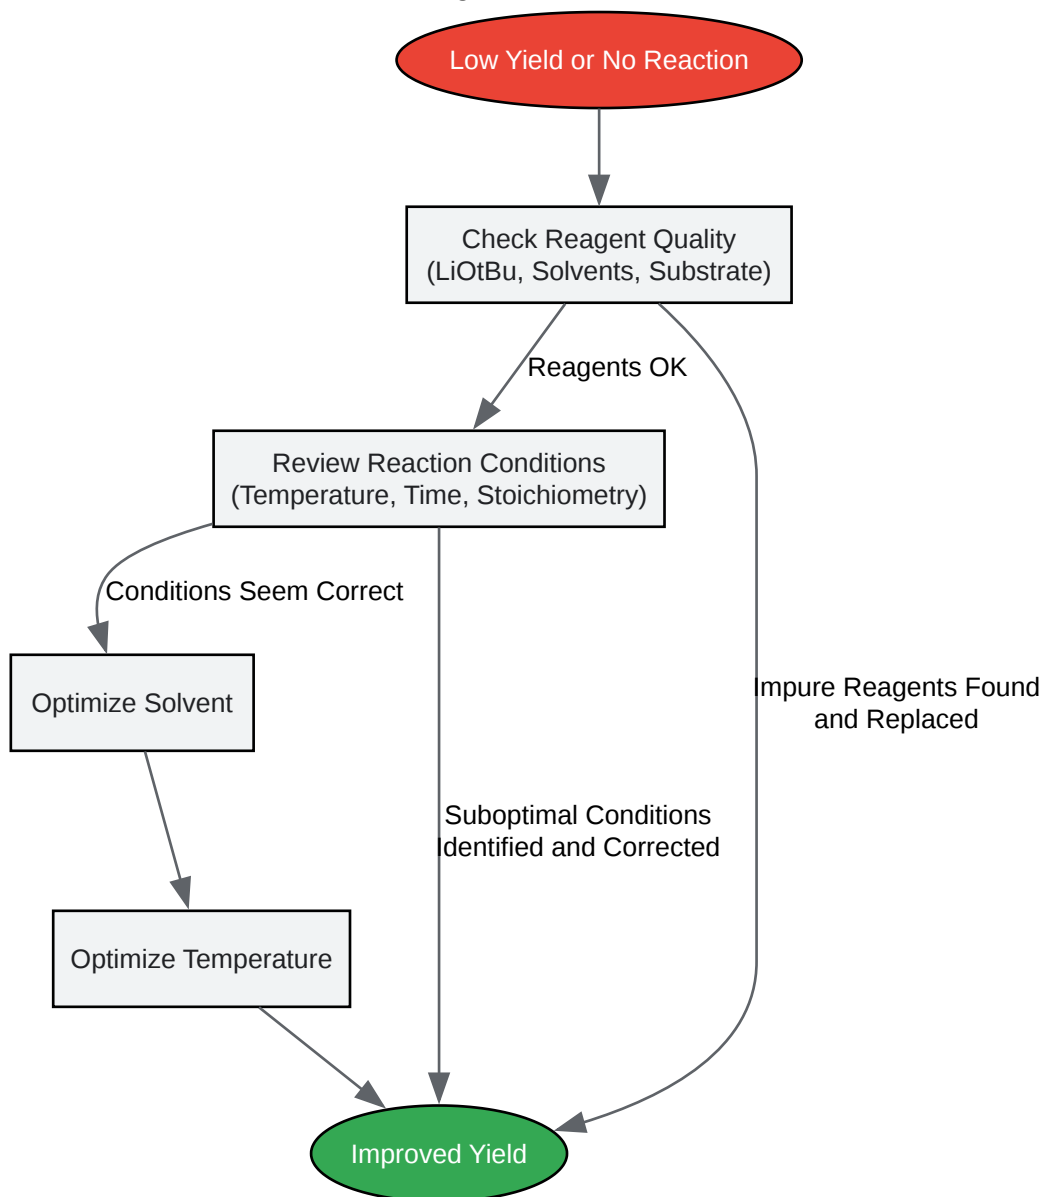 Low Yield or No Reaction
Check Reagent Quality
(LiOtBu, Solvents, Substrate)
Reagents OK
Review Reaction Conditions
(Temperature, Time, Stoichiometry)
Conditions Seem Correct
Optimize Solvent
Impure Reagents Found
and Replaced
Suboptimal Conditions
Identified and Corrected
Optimize Temperature
Improved Yield